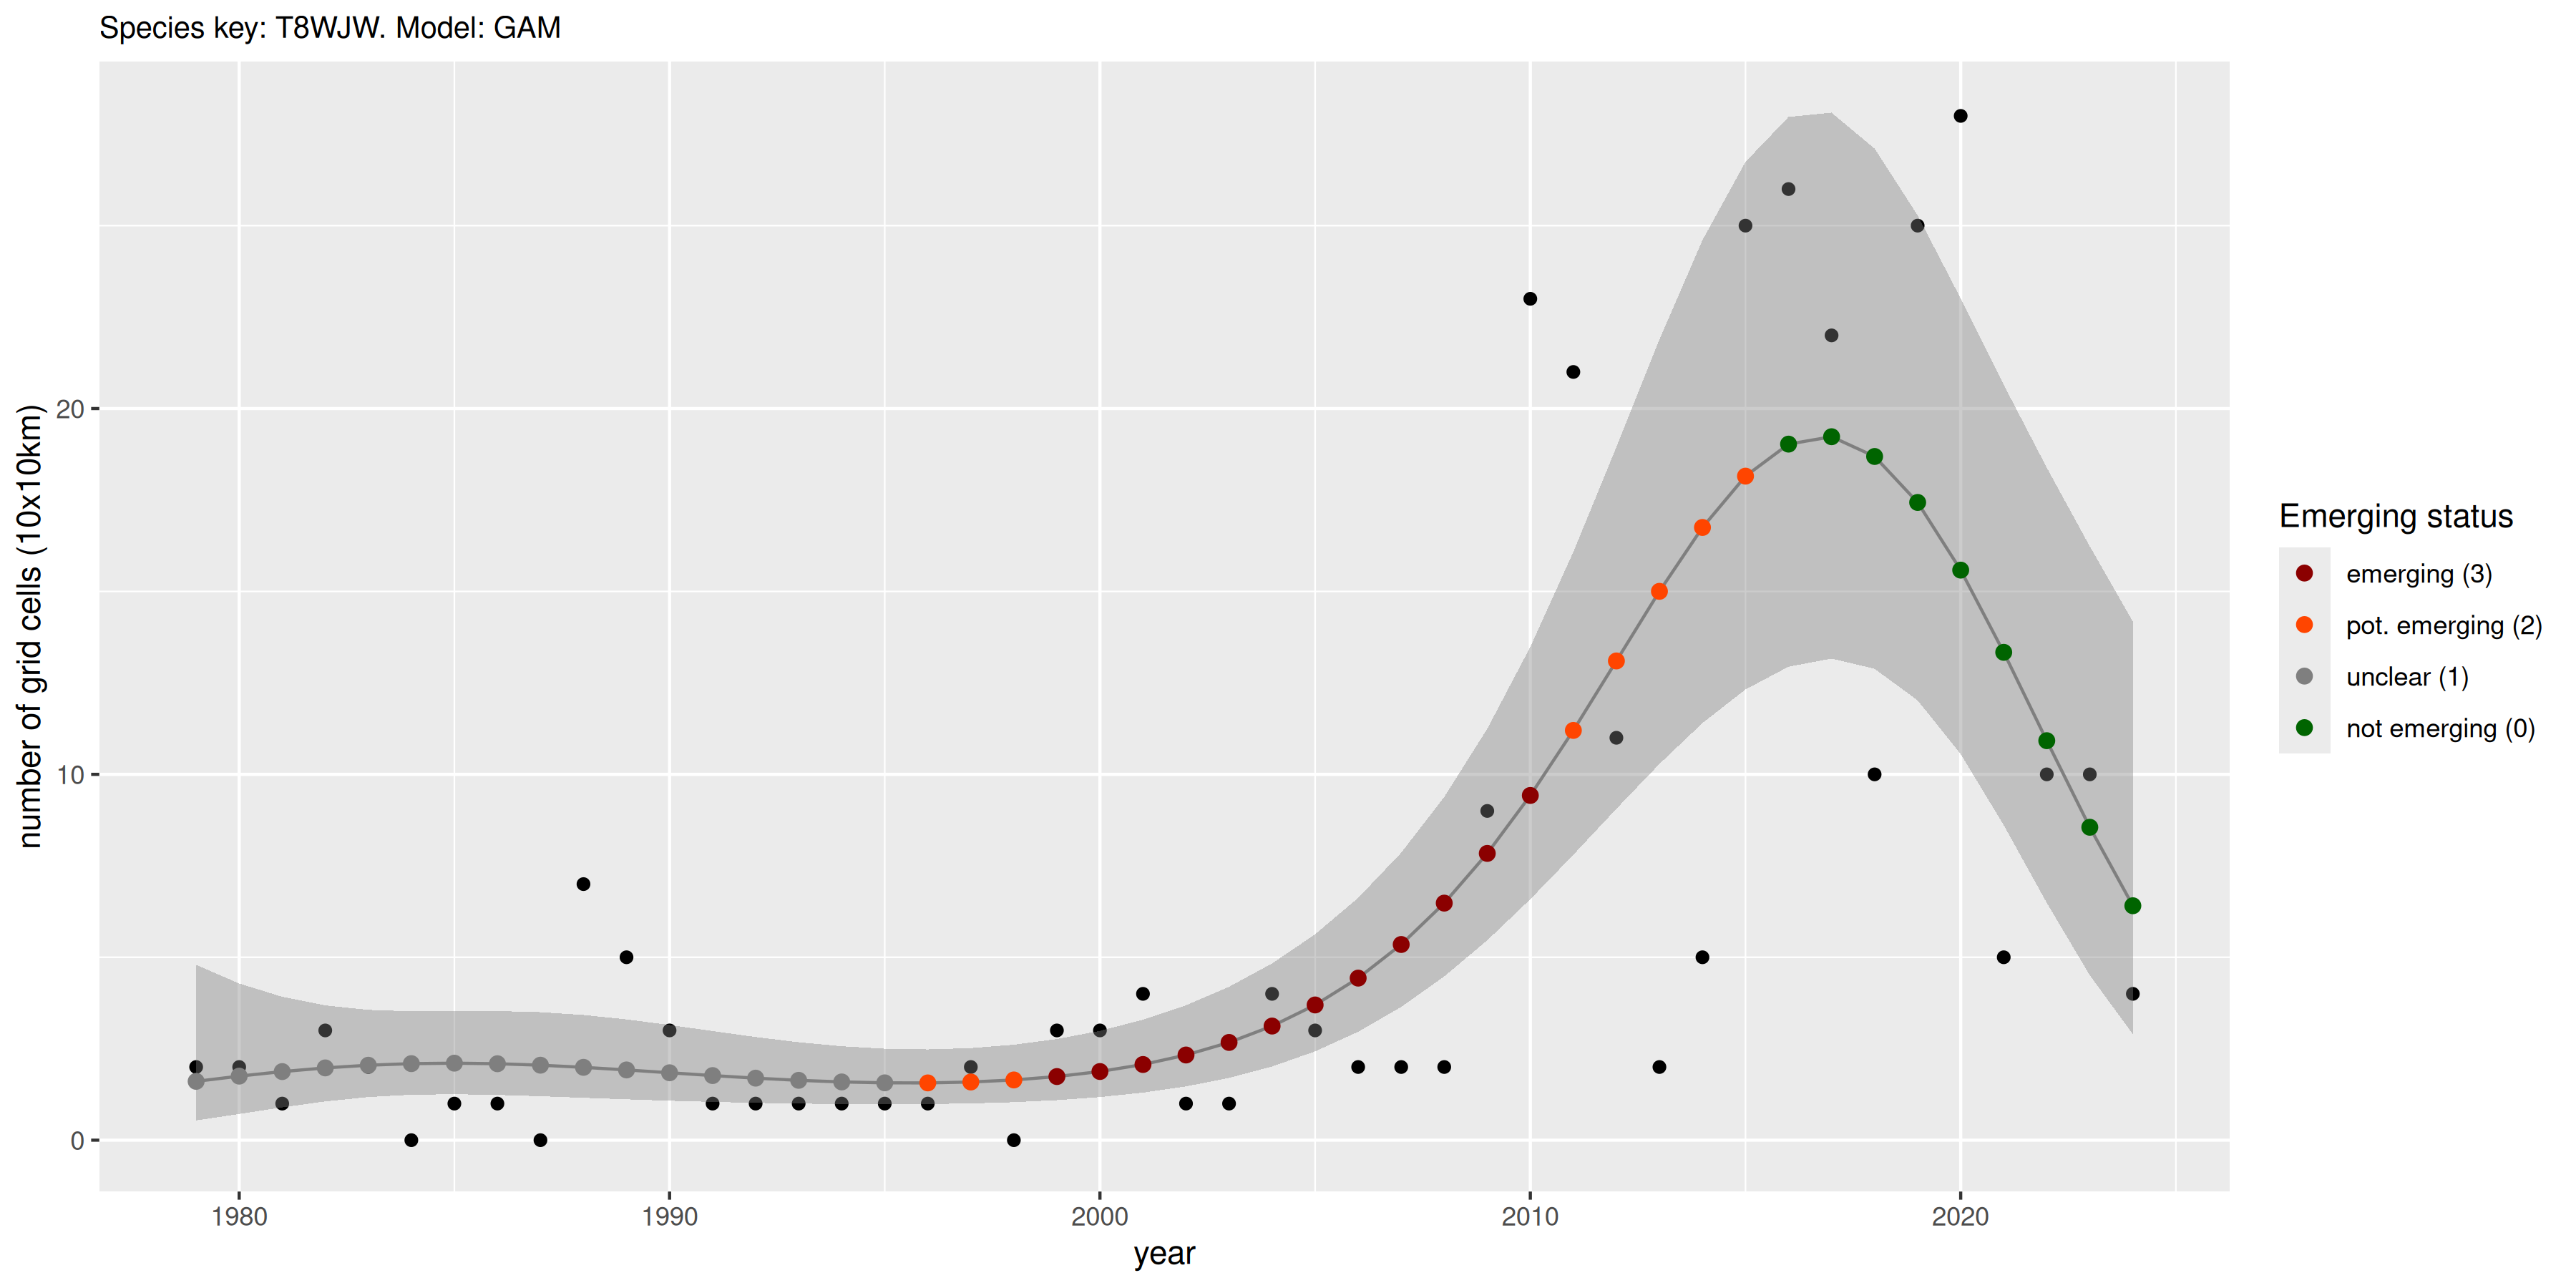 Species key: T8WJW. Model: GAM
number of grid cells (10x10km)
20
10
0
1980
1990
2000
2010
2020
year
Emerging status
emerging (3)
pot. emerging (2)
unclear (1)
not emerging (0)